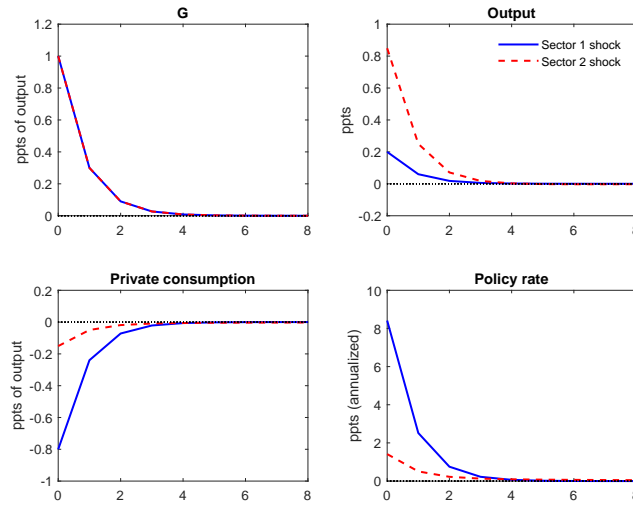 G
ppts of output
1.2
1
0.8
0.6
0.4
0.2
0
0 2 4 6 8
Output
ppts
1
0.8
0.6
0.4
0.2
0
-0.2
0 2 4 6 8
Sector 1 shock
Sector 2 shock
Private consumption
ppts of output
0.2
0
-0.2
-0.4
-0.6
-0.8
-1
0 2 4 6 8
Policy rate
ppts (annualized)
10
8
6
4
2
0
0 2 4 6 8